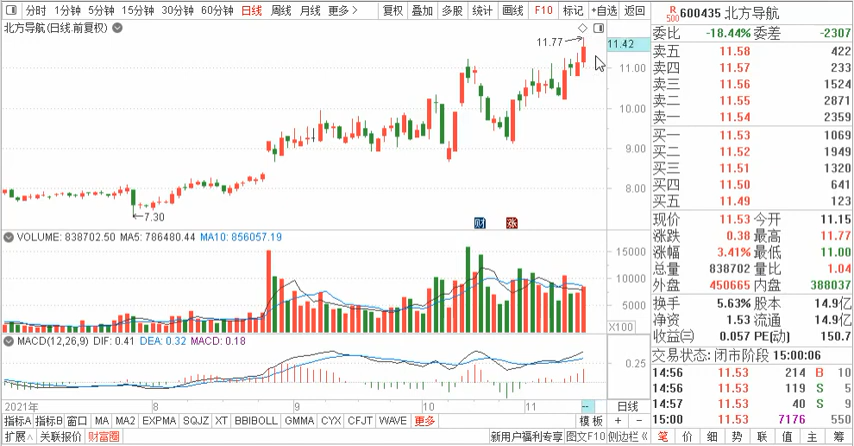 分时 1分钟 5分钟 15分钟 30分钟 60分钟 日线 周线 月线 更多 复权 叠加 多股 统计 画线 F10 标记 +自选 返回
R 500 600435 北方导航
北方导航(日线 前复权)
委比 -18.44% 委差 -2307
卖五 11.58 422
卖四 11.57 233
卖三 11.56 1524
卖二 11.55 2871
卖一 11.54 2359
买一 11.53 1069
买二 11.52 1949
买三 11.51 1320
买四 11.50 641
买五 11.49 123
现价 11.53 今开 11.15
涨跌 0.38 最高 11.77
涨幅 3.41% 最低 11.00
总量 838702 量比 1.04
外盘 450665 内盘 388037
换手 5.63% 股本 14.9亿
净资 1.53 流通 14.9亿
收益㈢ 0.057 PE(动) 150.7
交易状态: 闭市阶段 15:00:06
14:56 11.53 214 B 10
14:56 11.53 119 S 5
14:57 11.53 40 S 9
15:00 11.53 7176 550
笔 价 细 势 联 值 主 筹
11.77
11.42
11.00
10.00
9.00
8.00
7.30
财 涨
VOLUME: 838702.50 MA5: 786480.44 MA10: 856057.19
15000
10000
5000
X100
MACD(12,26,9) DIF: 0.41 DEA: 0.32 MACD: 0.18
0.25
2021年 8 9 10 11 日线
指标A 指标B 窗口 MA MA2 EXPMA SQJZ XT BBIBOLL GMMA CYX CFJT WAVE 更多 模板 + -
扩展∧ 关联报价 财富圈 新用户福利专享 图文F10 侧边栏《